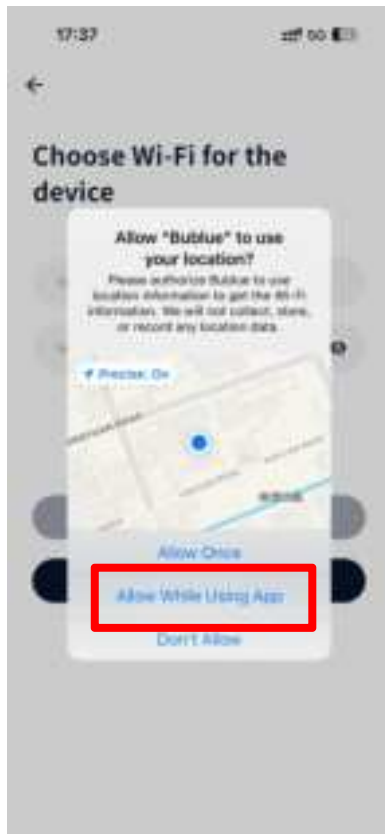 17:37
5G
Choose Wi-Fi for the
device
Allow "Bublue" to use
your location?
Please authorize Bublue to use
location information to get the Wi-Fi
information. We will not collect, store,
or record any location data.
Precise: On
Allow Once
Allow While Using App
Don't Allow